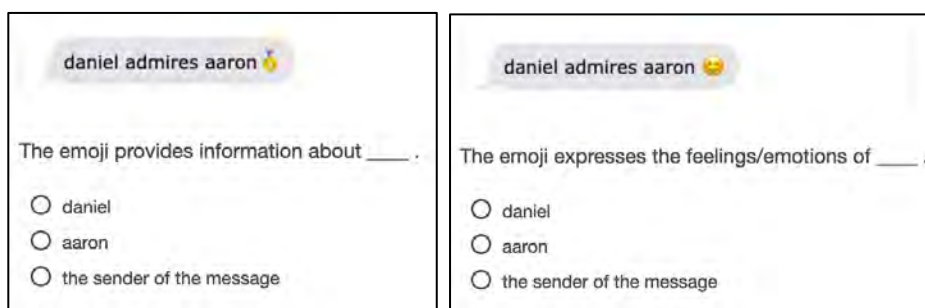 daniel admires aaron 🏅
The emoji provides information about ____ .
daniel
aaron
the sender of the message
daniel admires aaron 😊
The emoji expresses the feelings/emotions of ____ .
daniel
aaron
the sender of the message